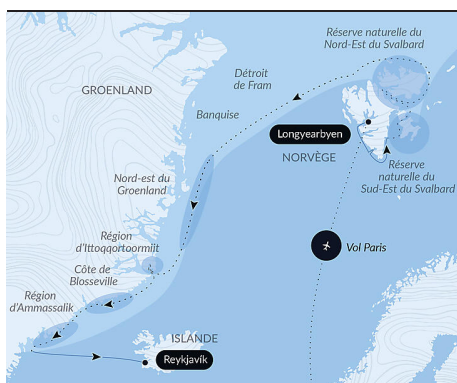 Réserve naturelle du
Nord-Est du Svalbard
Détroit
de Fram
GROENLAND
Banquise
Longyearbyen
NORVÈGE
Réserve
naturelle du
Sud-Est du Svalbard
Nord-est du
Groenland
Région
d'Ittoqqortoormiit
Vol Paris
Côte de
Blosseville
Région
d'Ammassalik
ISLANDE
Reykjavík